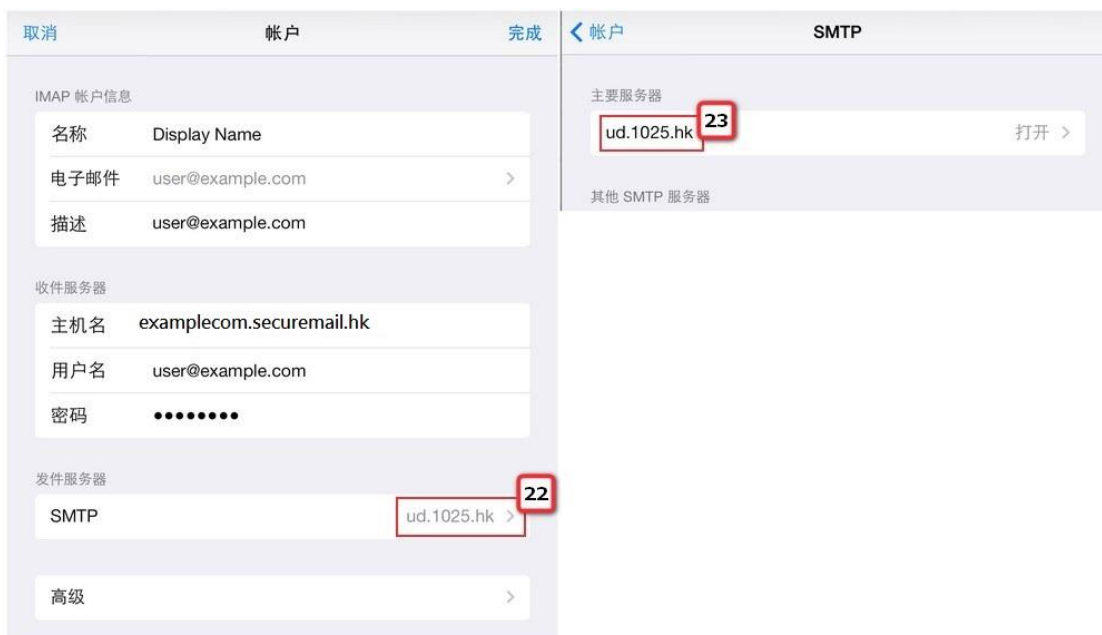 取消 帐户 完成
IMAP 帐户信息
名称 Display Name
电子邮件 user@example.com
描述 user@example.com
收件服务器
主机名 examplecom.securemail.hk
用户名 user@example.com
密码 ••••••••
发件服务器
22
SMTP ud.1025.hk
高级
帐户 SMTP
主要服务器
23
ud.1025.hk 打开
其他 SMTP 服务器